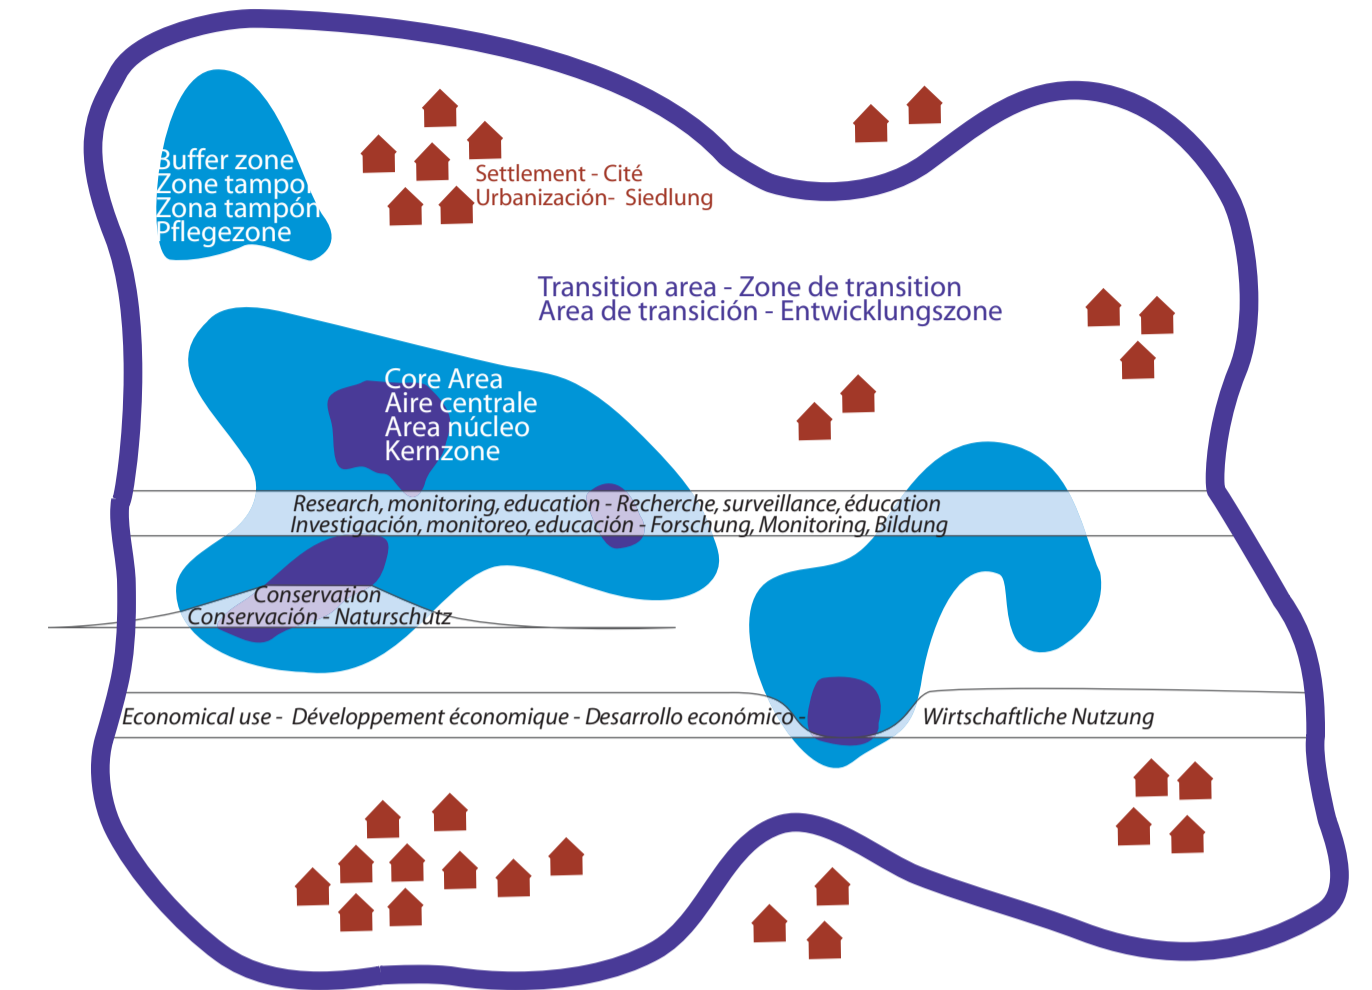 Buffer zone
Zone tampon
Zona tampón
Pflegezone
Settlement - Cité
Urbanización- Siedlung
Transition area - Zone de transition
Area de transición - Entwicklungszone
Core Area
Aire centrale
Area núcleo
Kernzone
Research, monitoring, education - Recherche, surveillance, éducation
Investigación, monitoreo, educación - Forschung, Monitoring, Bildung
Conservation
Conservación - Naturschutz
Economical use - Développement économique - Desarrollo económico - Wirtschaftliche Nutzung